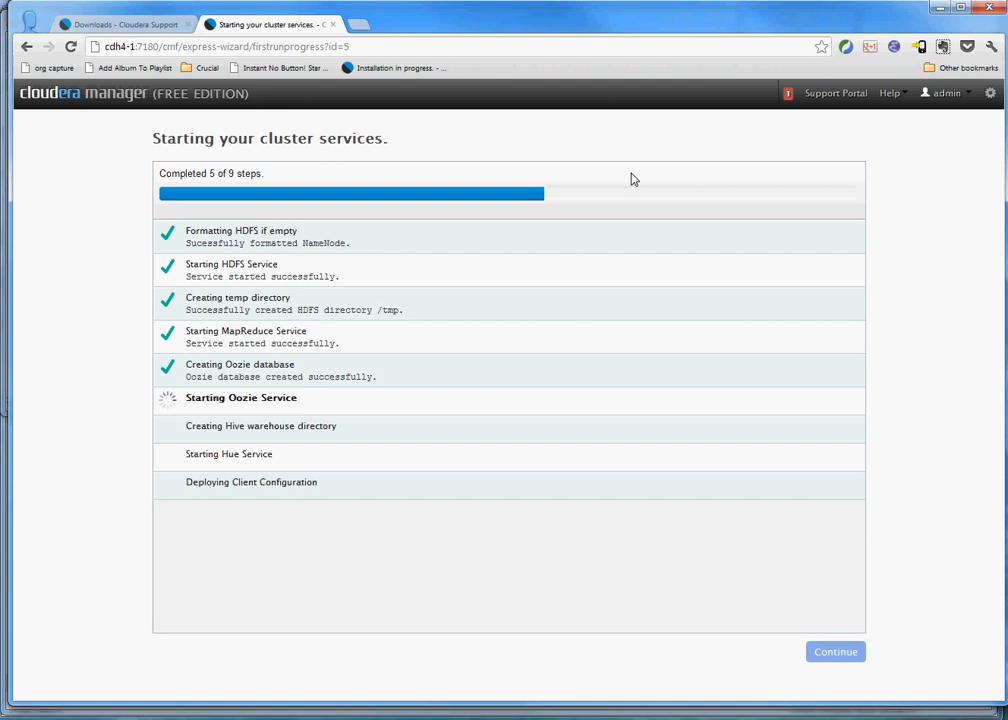 Downloads - Cloudera Support
Starting your cluster services. - C
cdh4-1:7180/cmf/express-wizard/firstrunprogress?id=5
org capture
Add Album To Playlist
Crucial
Instant No Button! Star ...
Installation in progress. - ...
Other bookmarks
cloudera manager (FREE EDITION)
1
Support Portal
Help
admin
Starting your cluster services.
Completed 5 of 9 steps.
Formatting HDFS if empty
Sucessfully formatted NameNode.
Starting HDFS Service
Service started successfully.
Creating temp directory
Successfully created HDFS directory /tmp.
Starting MapReduce Service
Service started successfully.
Creating Oozie database
Oozie database created successfully.
Starting Oozie Service
Creating Hive warehouse directory
Starting Hue Service
Deploying Client Configuration
Continue